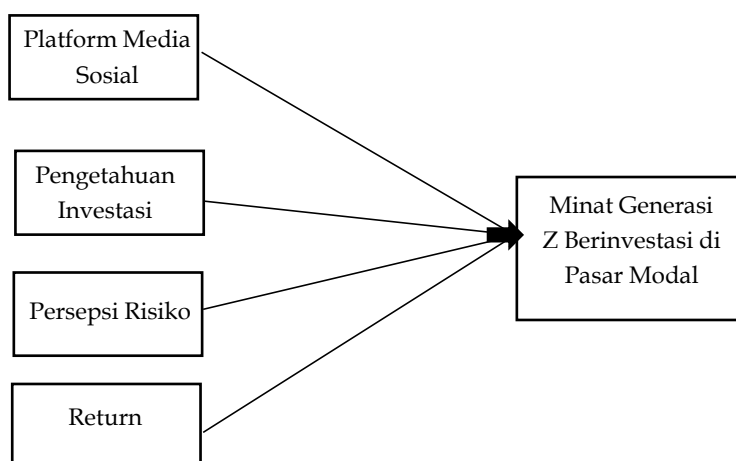 Platform Media
Sosial
Pengetahuan
Investasi
Persepsi Risiko
Return
Minat Generasi
Z Berinvestasi di
Pasar Modal